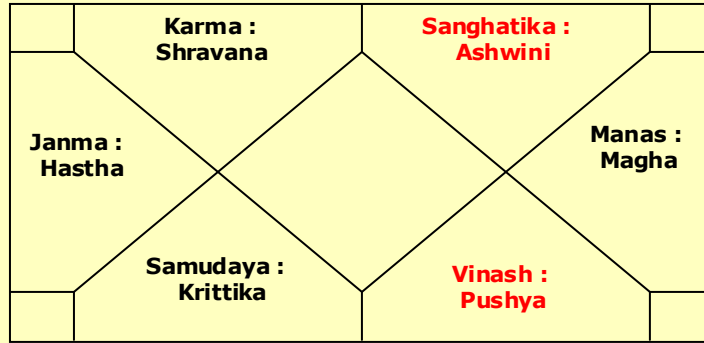 Karma :
Shravana
Sanghatika :
Ashwini
Janma :
Hastha
Manas :
Magha
Samudaya :
Krittika
Vinash :
Pushya